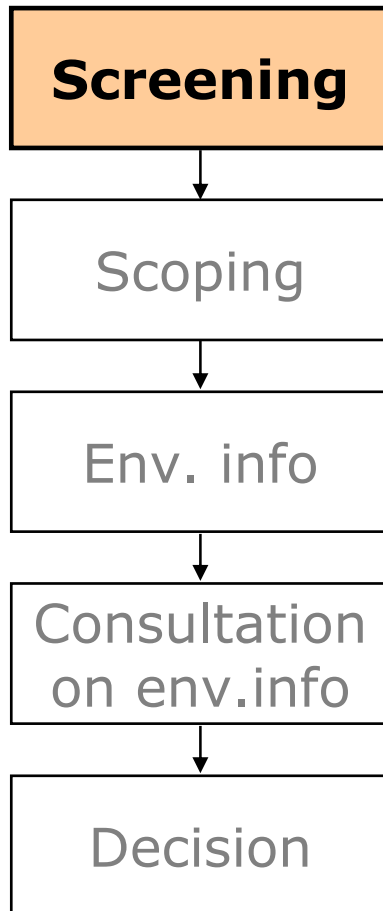 Screening
Scoping
Env. info
Consultation
on env.info
Decision